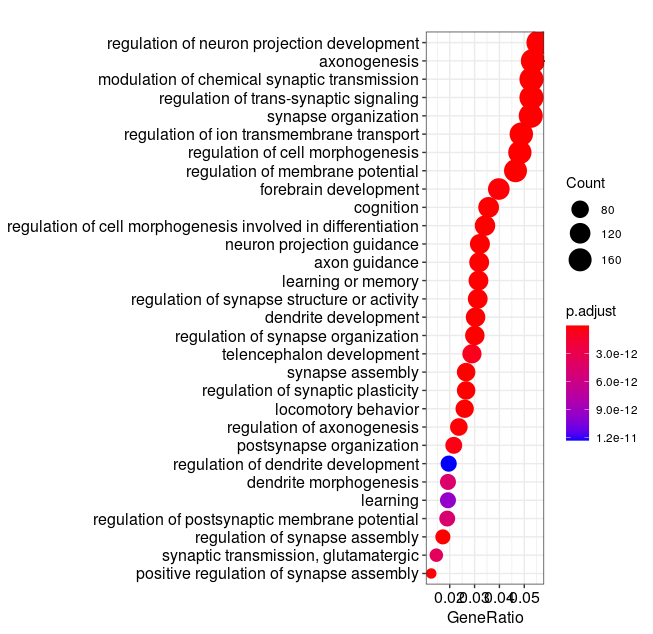 regulation of neuron projection development
axonogenesis
modulation of chemical synaptic transmission
regulation of trans-synaptic signaling
synapse organization
regulation of ion transmembrane transport
regulation of cell morphogenesis
regulation of membrane potential
forebrain development
cognition
regulation of cell morphogenesis involved in differentiation
neuron projection guidance
axon guidance
learning or memory
regulation of synapse structure or activity
dendrite development
regulation of synapse organization
telencephalon development
synapse assembly
regulation of synaptic plasticity
locomotory behavior
regulation of axonogenesis
postsynapse organization
regulation of dendrite development
dendrite morphogenesis
learning
regulation of postsynaptic membrane potential
regulation of synapse assembly
synaptic transmission, glutamatergic
positive regulation of synapse assembly
0.02 0.03 0.04 0.05
GeneRatio
Count
80
120
160
p.adjust
3.0e-12
6.0e-12
9.0e-12
1.2e-11